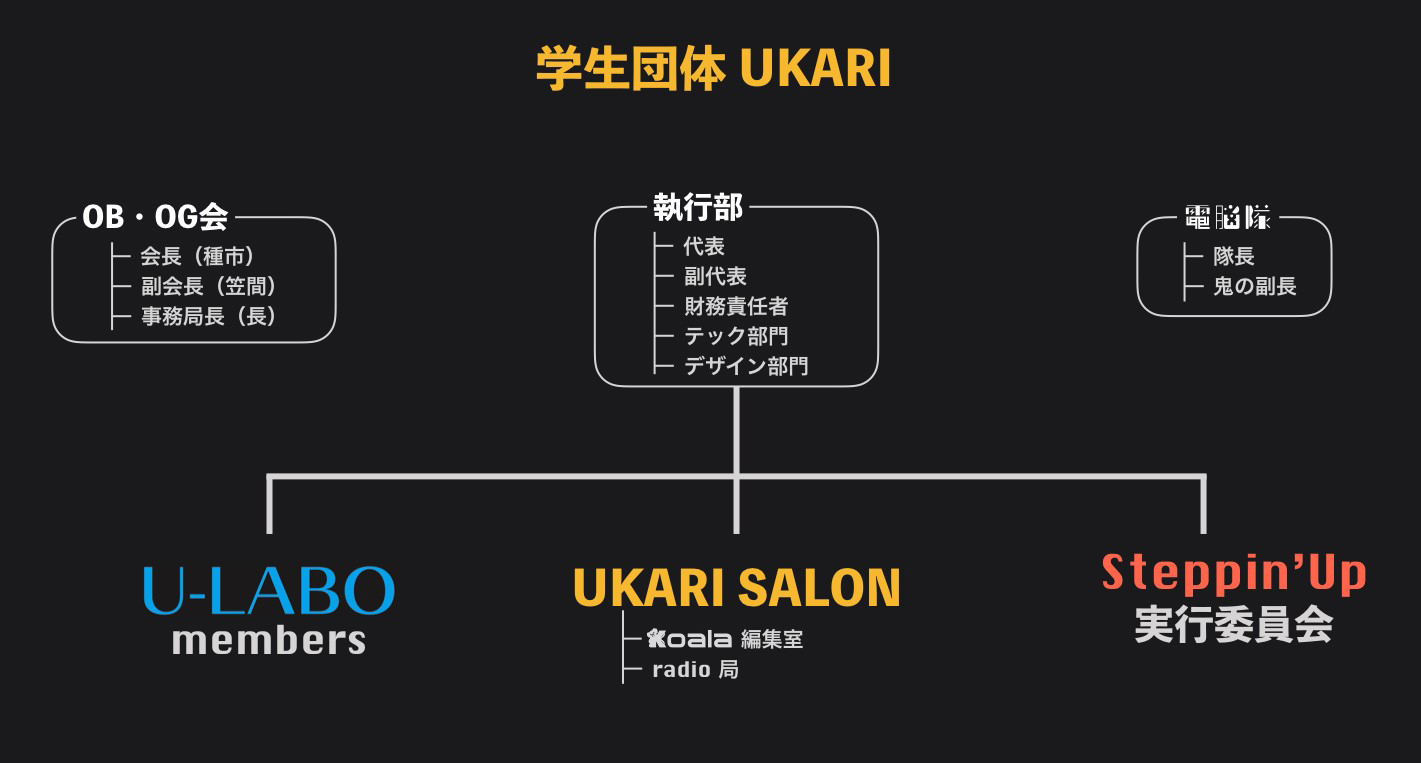 学生団体 UKARI
OB・OG会
会長（種市）
副会長（笠間）
事務局長（長）
執行部
代表
副代表
財務責任者
テック部門
デザイン部門
電脳隊
隊長
鬼の副長
U-LABO
members
UKARI SALON
Koala 編集室
radio 局
Steppin’Up
実行委員会